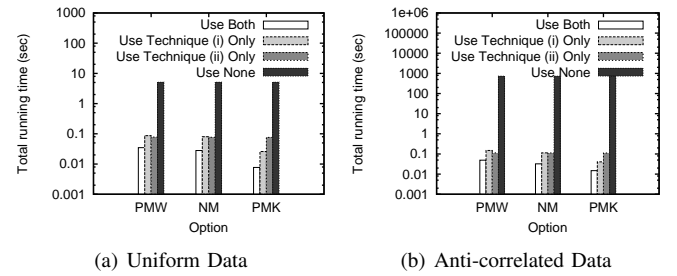 Total running time (sec)
1000
100
10
1
0.1
0.01
0.001
Use Both
Use Technique (i) Only
Use Technique (ii) Only
Use None
PMW NM PMK
Option
(a) Uniform Data
Total running time (sec)
1e+06
100000
10000
1000
100
10
1
0.1
0.01
0.001
Use Both
Use Technique (i) Only
Use Technique (ii) Only
Use None
PMW NM PMK
Option
(b) Anti-correlated Data